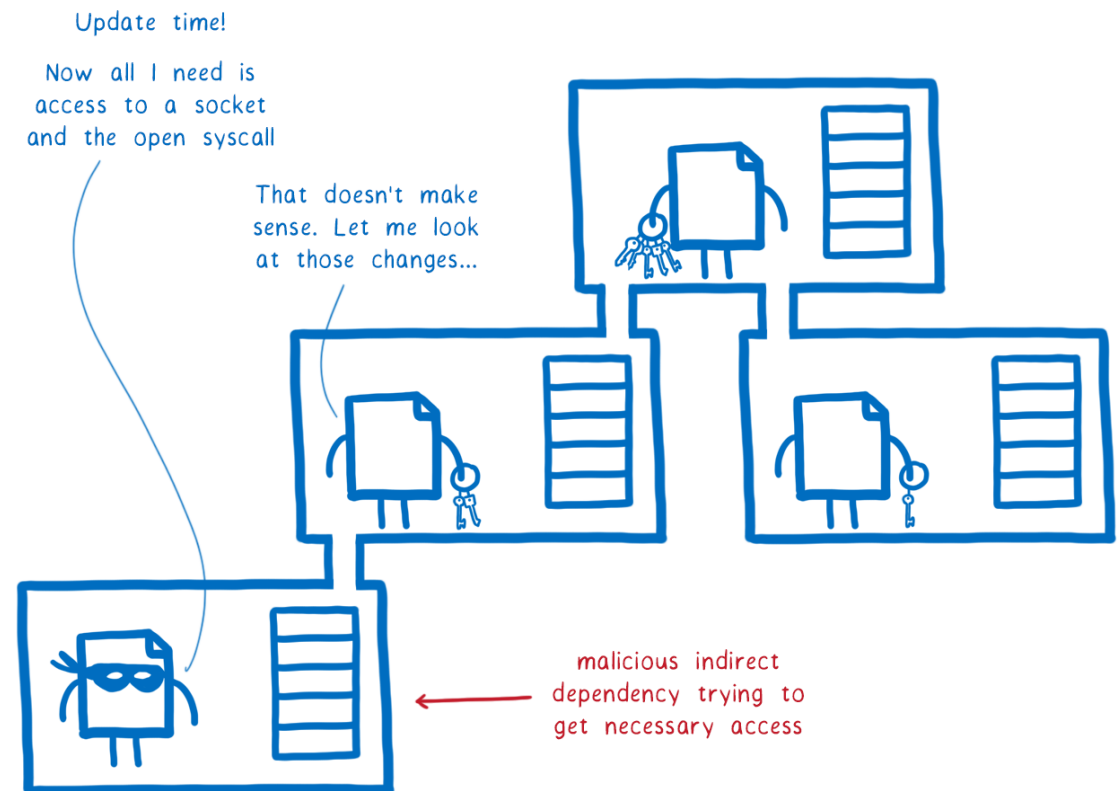 Update time!
Now all I need is
access to a socket
and the open syscall
That doesn't make
sense. Let me look
at those changes...
malicious indirect
dependency trying to
get necessary access